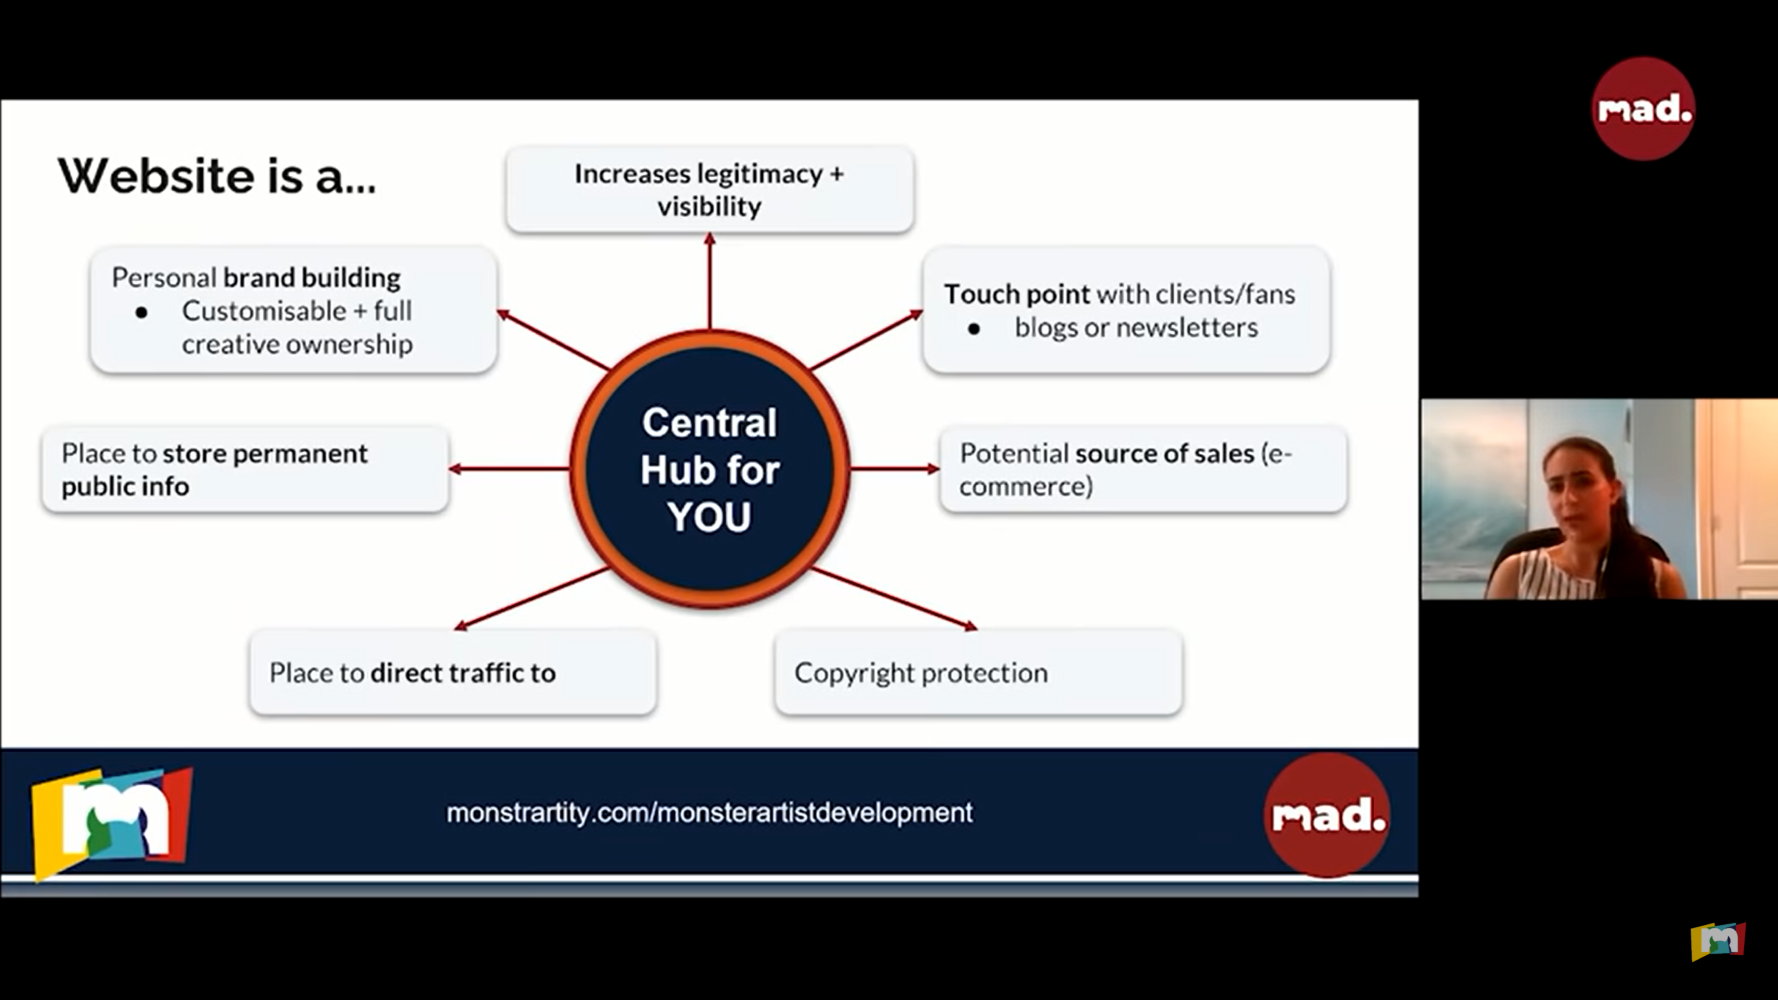 mad.
Website is a...
Increases legitimacy +
visibility
Personal brand building
● Customisable + full
creative ownership
Touch point with clients/fans
● blogs or newsletters
Central
Hub for
YOU
Place to store permanent
public info
Potential source of sales (e-
commerce)
Place to direct traffic to
Copyright protection
m
monstrartity.com/monsterartistdevelopment
mad.
m